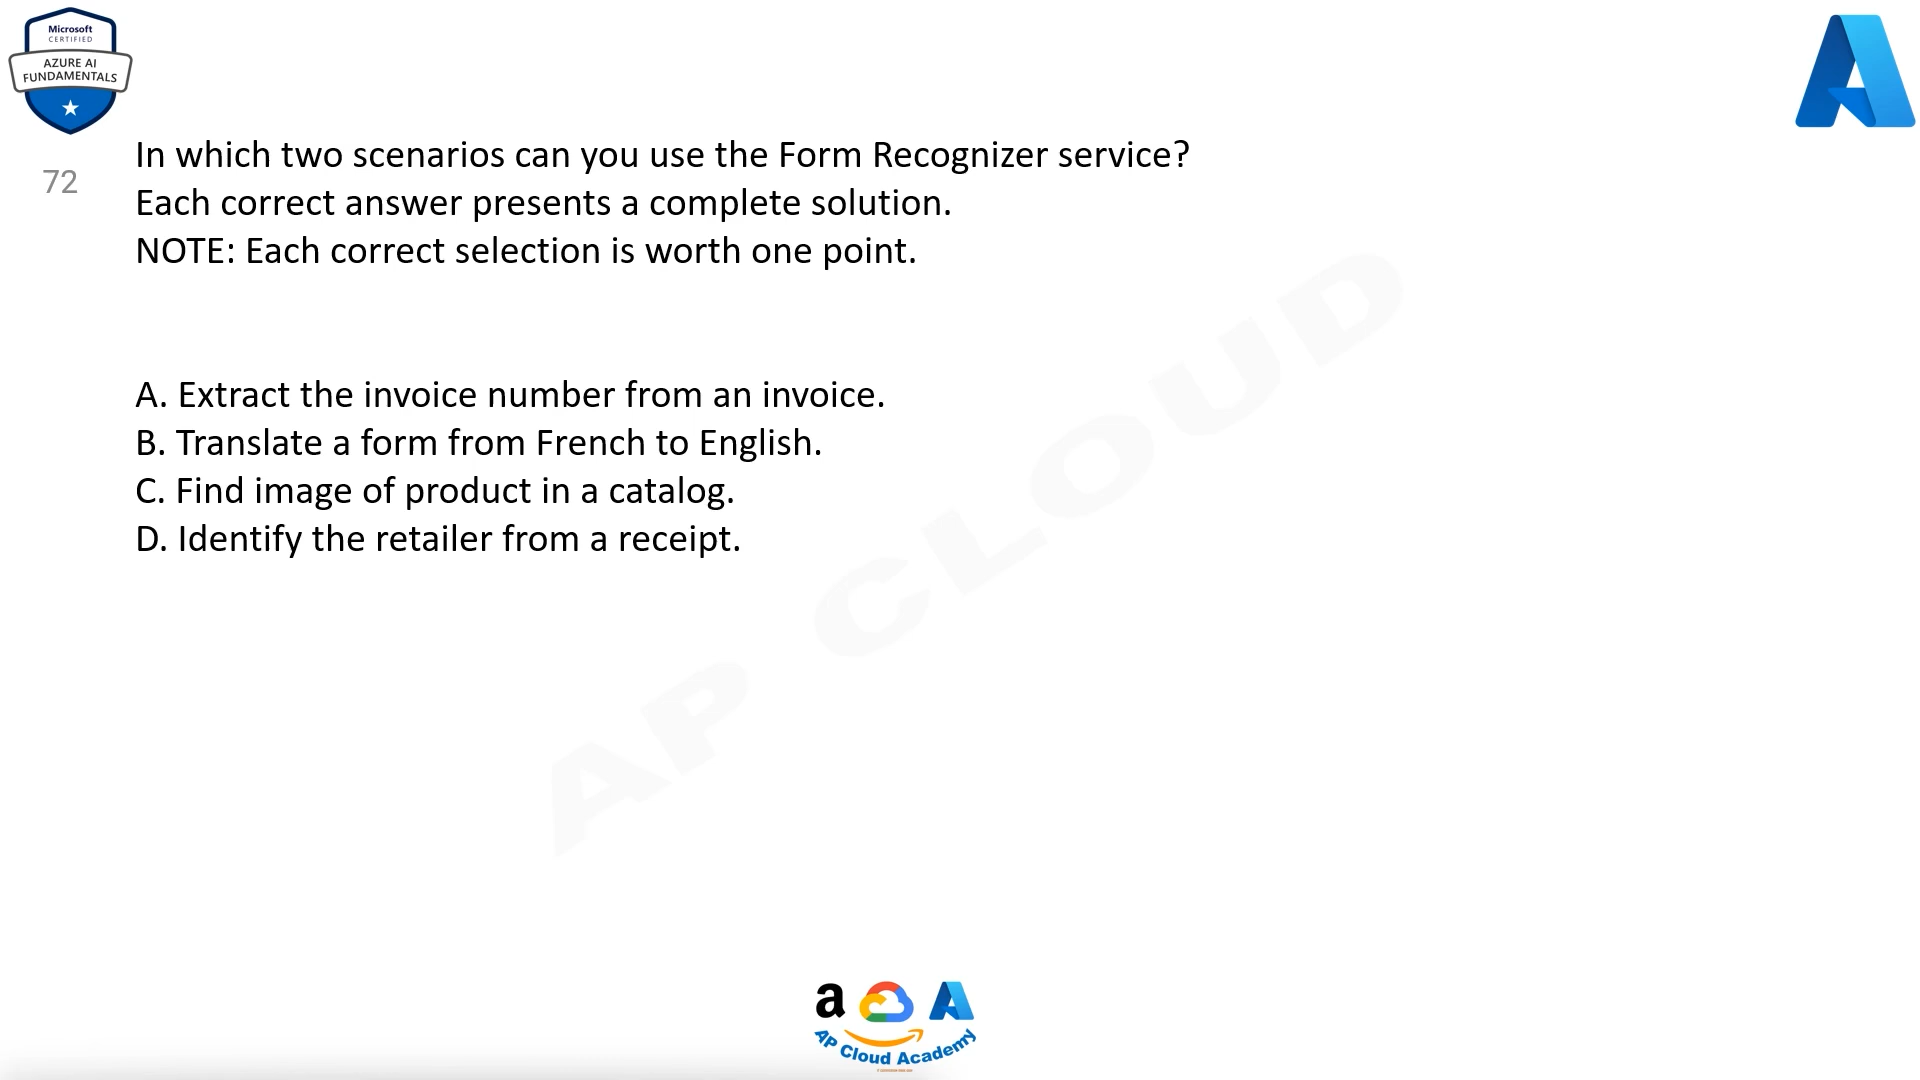 Microsoft
CERTIFIED
AZURE AI
FUNDAMENTALS
72
In which two scenarios can you use the Form Recognizer service?
Each correct answer presents a complete solution.
NOTE: Each correct selection is worth one point.
A. Extract the invoice number from an invoice.
B. Translate a form from French to English.
C. Find image of product in a catalog.
D. Identify the retailer from a receipt.
AP CLOUD
a
AP Cloud Academy